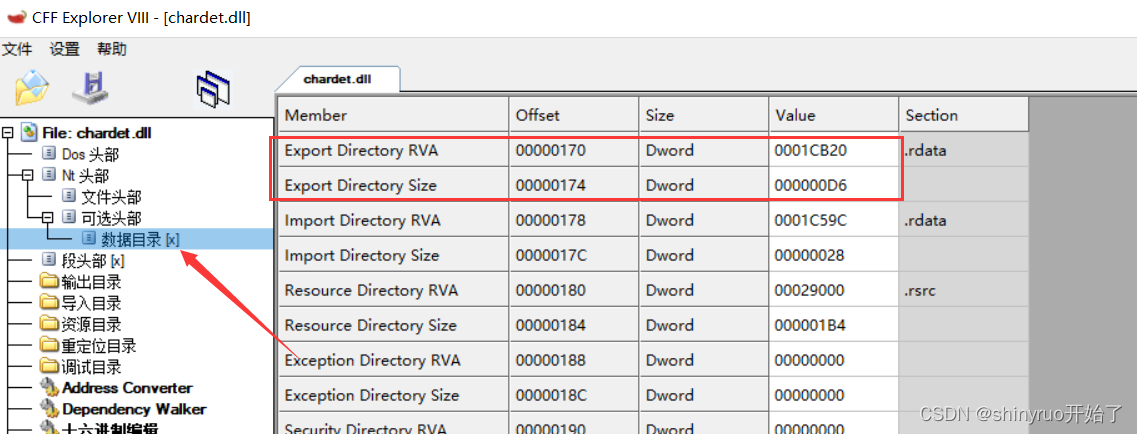 CFF Explorer VIII - [chardet.dll]
文件 设置 帮助
chardet.dll
File: chardet.dll
Dos 头部
Nt 头部
文件头部
可选头部
数据目录 [x]
段头部 [x]
输出目录
导入目录
资源目录
重定位目录
调试目录
Address Converter
Dependency Walker
十六进制编辑
Member Offset Size Value Section
Export Directory RVA 00000170 Dword 0001CB20 .rdata
Export Directory Size 00000174 Dword 000000D6
Import Directory RVA 00000178 Dword 0001C59C .rdata
Import Directory Size 0000017C Dword 00000028
Resource Directory RVA 00000180 Dword 00029000 .rsrc
Resource Directory Size 00000184 Dword 000001B4
Exception Directory RVA 00000188 Dword 00000000
Exception Directory Size 0000018C Dword 00000000
Security Directory RVA 00000190 Dword 00000000
CSDN @shinyruo开始了